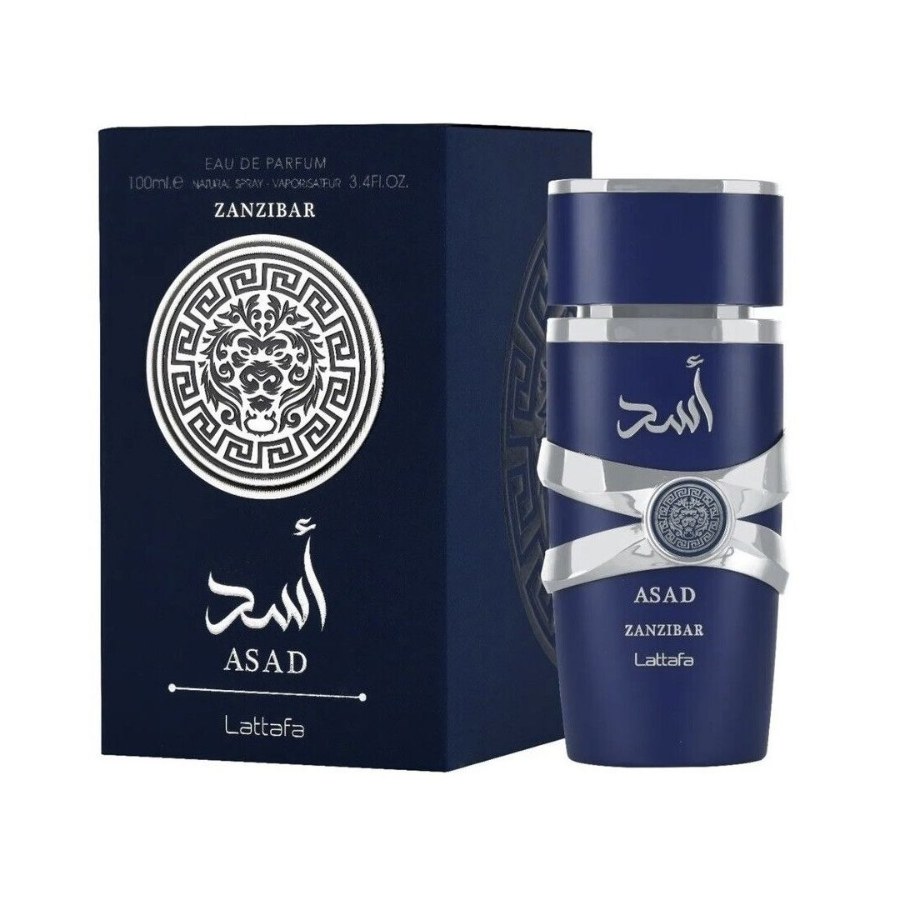 EAU DE PARFUM
100ml.e NATURAL SPRAY - VAPORISATEUR 3.4FL.OZ.
ZANZIBAR
أسد
ASAD
Lattafa
أسد
ASAD
ZANZIBAR
Lattafa